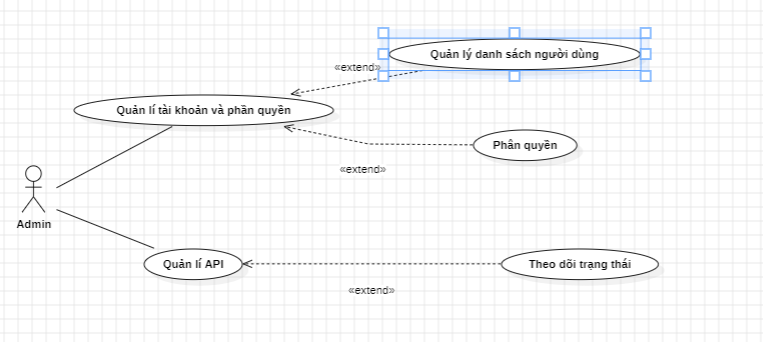 Quản lý danh sách người dùng
«extend»
Quản lí tài khoản và phần quyền
Phân quyền
«extend»
Admin
Quản lí API
Theo dõi trạng thái
«extend»